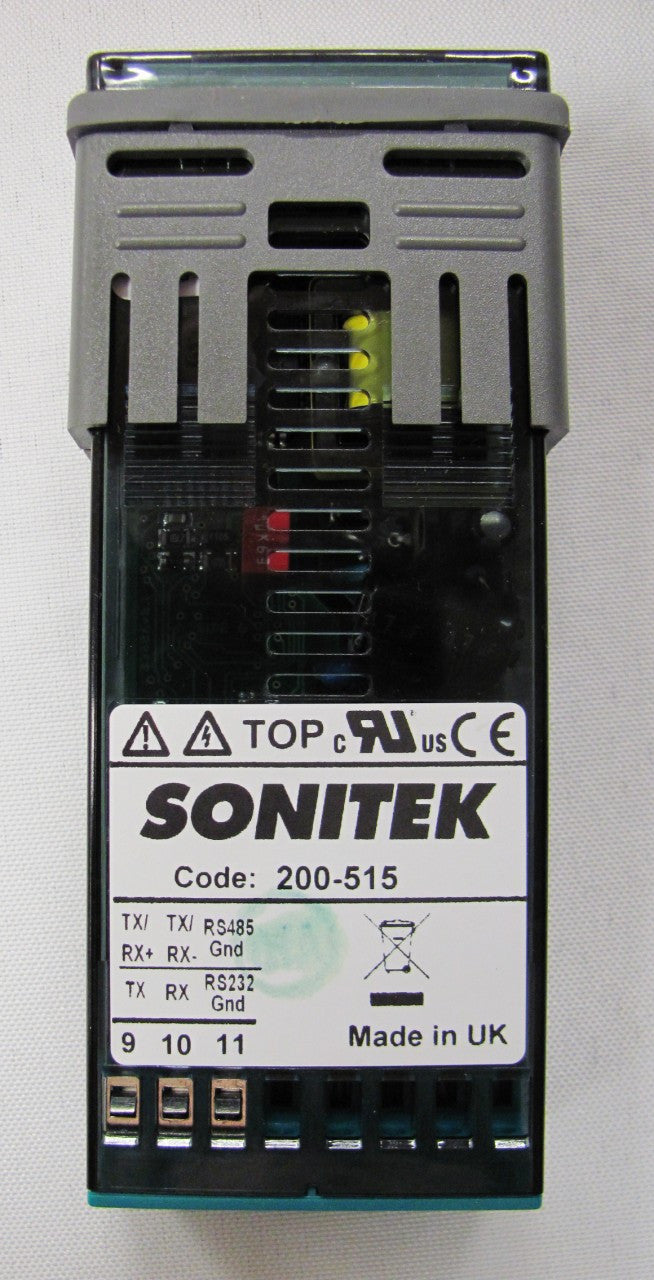 TOP c RU us CE
SONITEK
Code: 200-515
TX/ TX/ RS485
RX+ RX- Gnd
TX RX RS232
Gnd
9 10 11
Made in UK